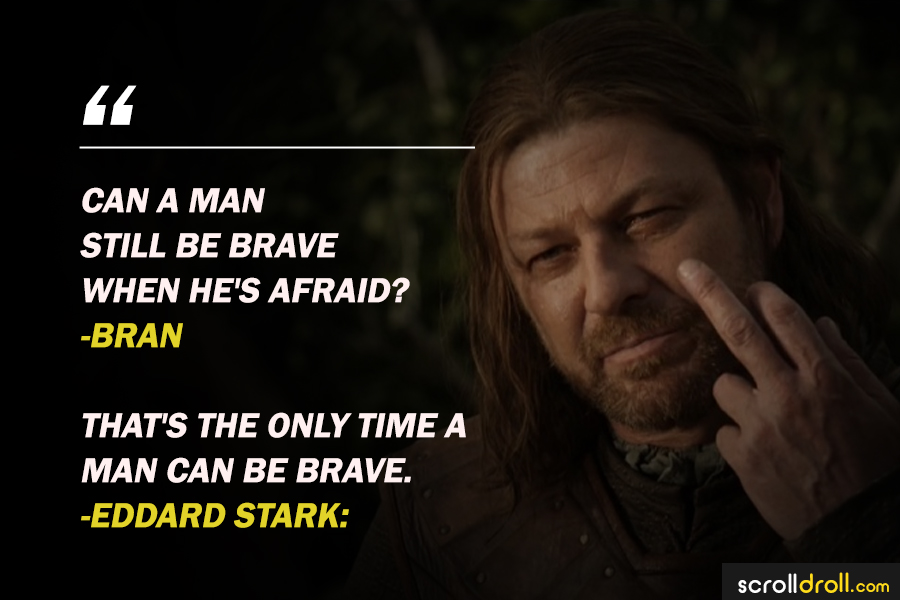 “
CAN A MAN
STILL BE BRAVE
WHEN HE'S AFRAID?
-BRAN
THAT'S THE ONLY TIME A
MAN CAN BE BRAVE.
-EDDARD STARK:
scrolldroll.com